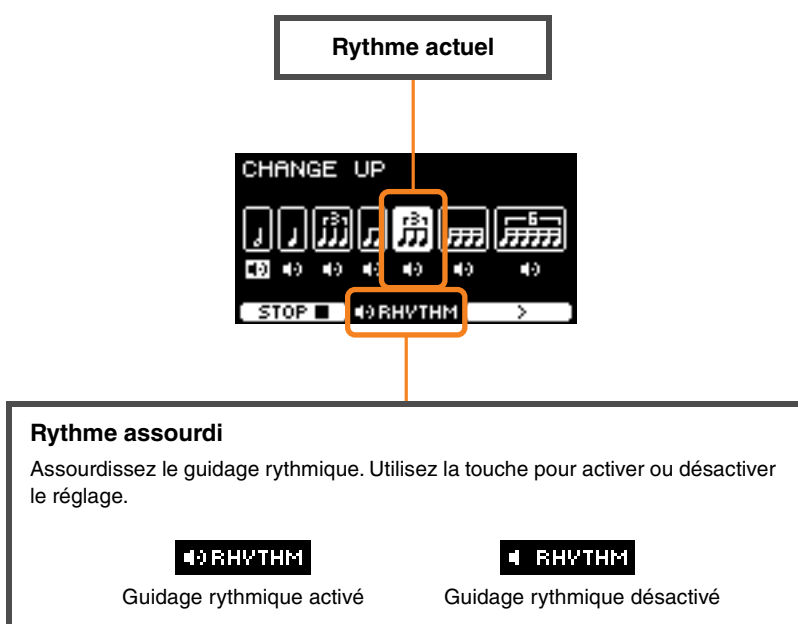 Rythme actuel
CHANGE UP
3 3 6
STOP RHYTHM >
Rythme assourdi
Assourdissez le guidage rythmique. Utilisez la touche pour activer ou désactiver
le réglage.
RHYTHM RHYTHM
Guidage rythmique activé Guidage rythmique désactivé